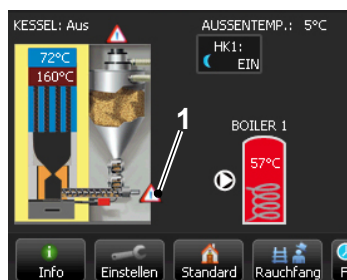 KESSEL: Aus
AUSSENTEMP.: 5°C
HK1:
EIN
72°C
160°C
1
BOILER 1
57°C
Info
Einstellen
Standard
Rauchfang
F